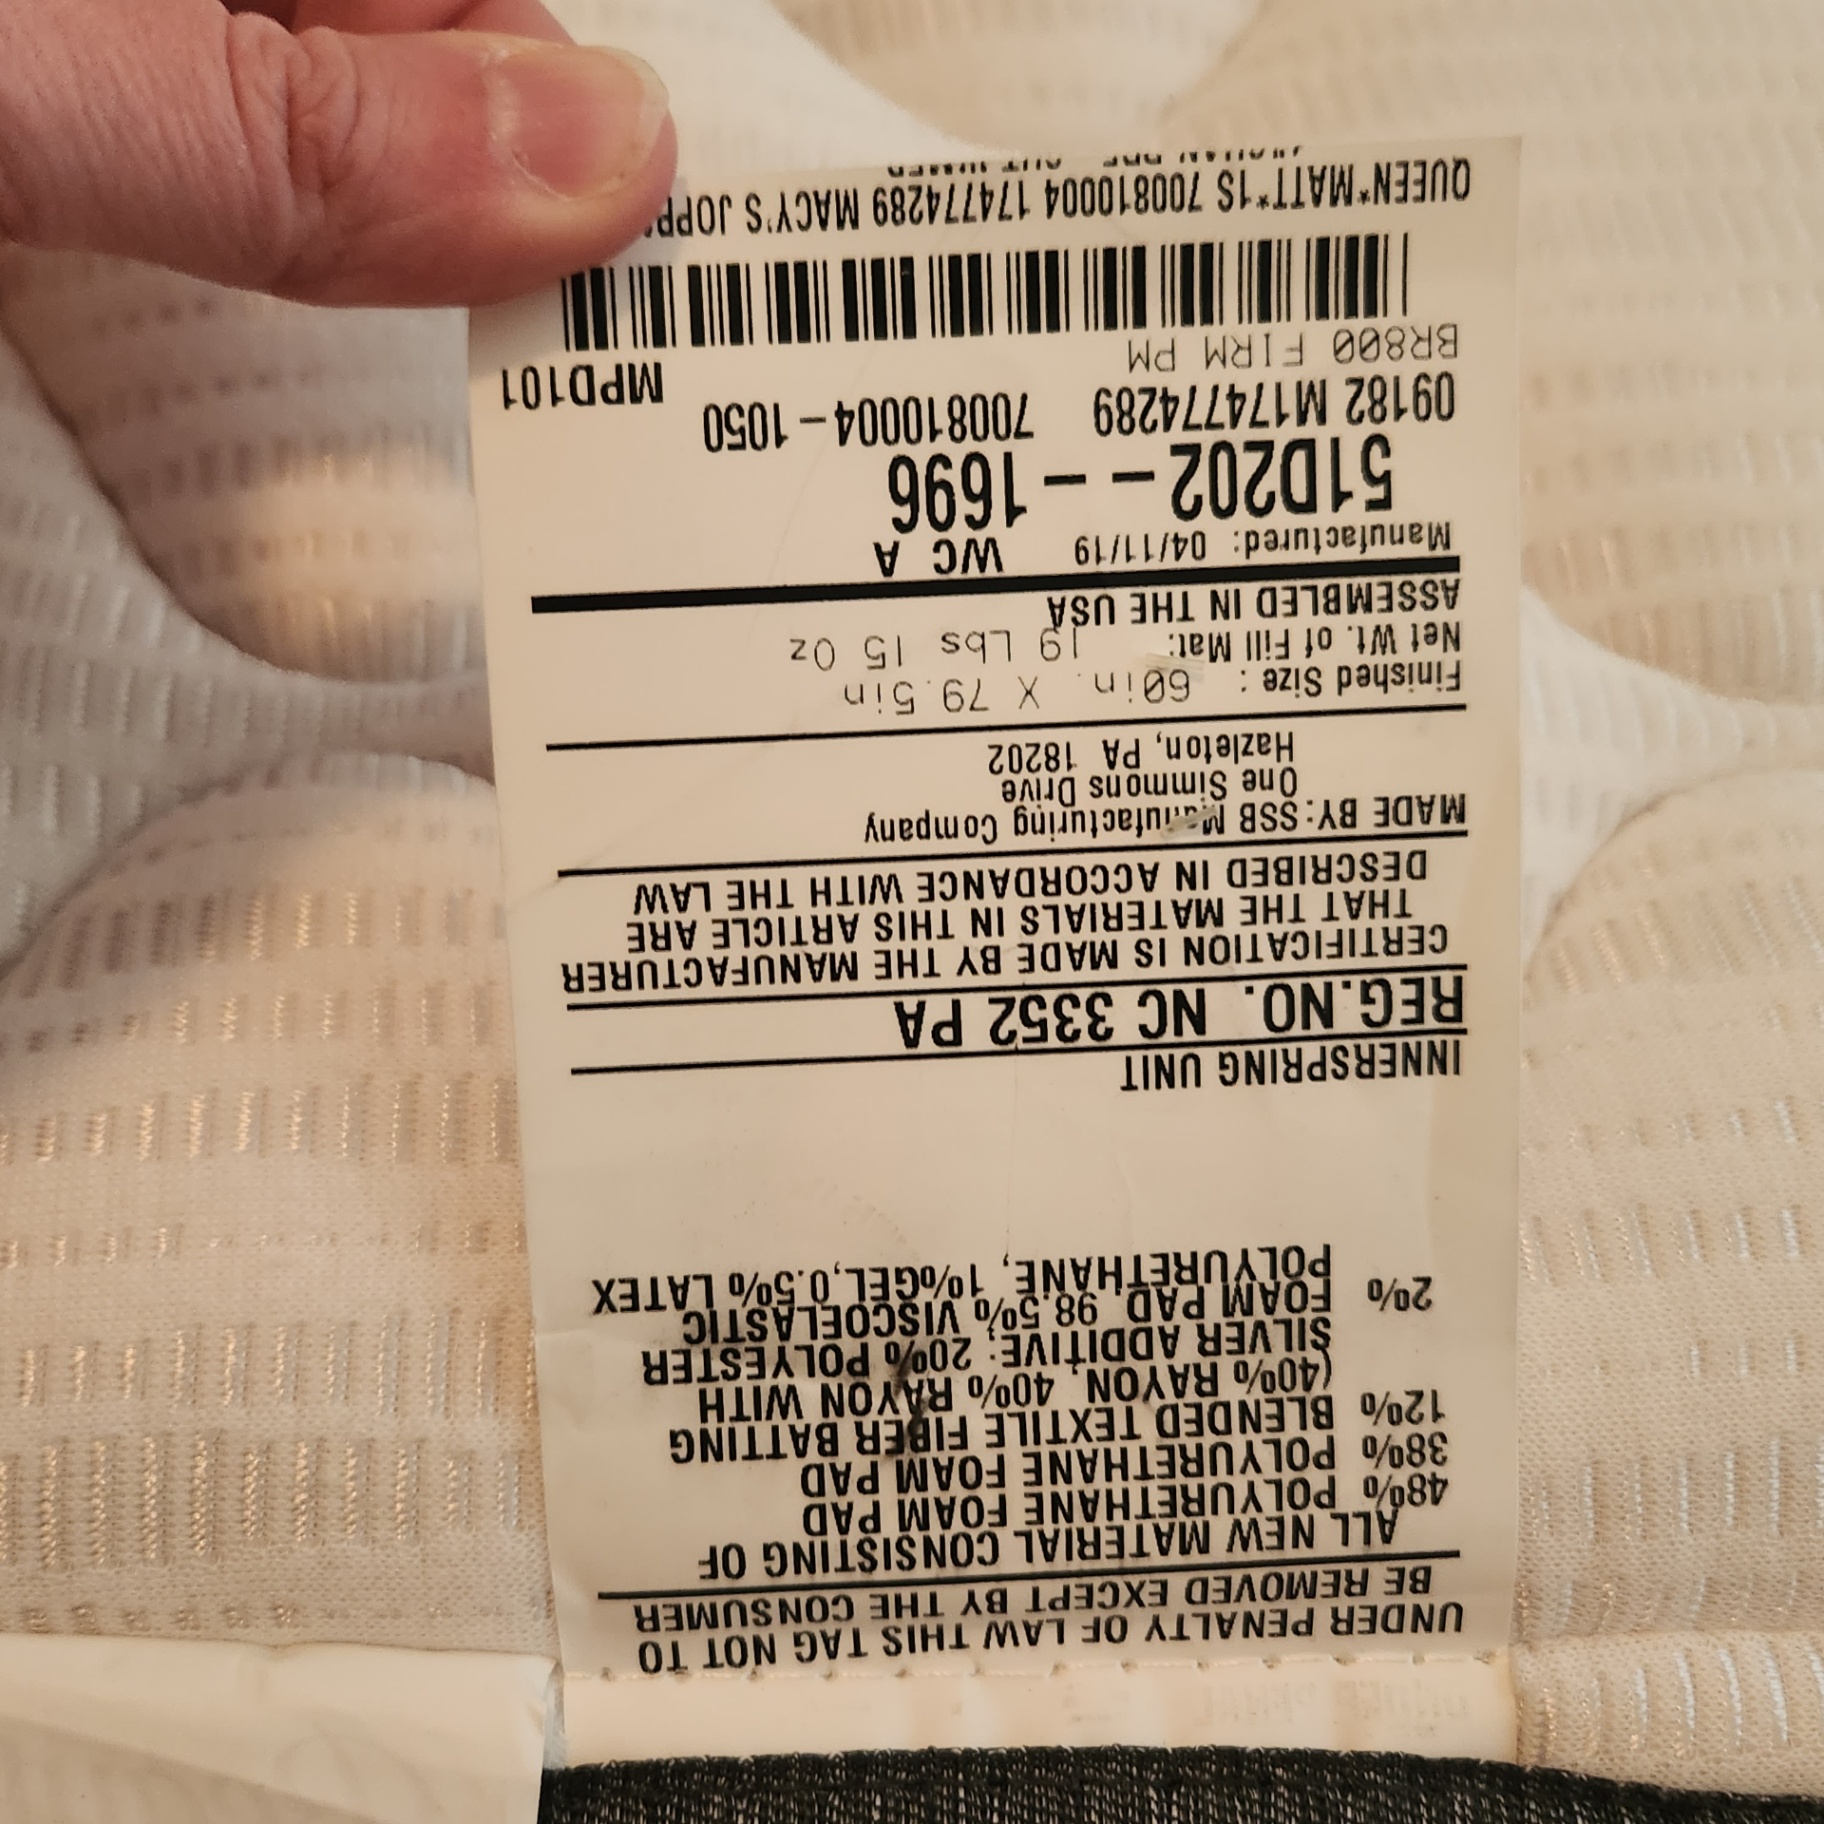 UNDER PENALTY OF LAW THIS TAG NOT TO
BE REMOVED EXCEPT BY THE CONSUMER
ALL NEW MATERIAL CONSISTING OF
48% POLYURETHANE FOAM PAD
38% POLYURETHANE FOAM PAD
12% BLENDED TEXTILE FIBER BATTING
(40% RAYON, 40% RAYON WITH
SILVER ADDITIVE; 20% POLYESTER
2% FOAM PAD, 98.5% VISCOELASTIC
POLYURETHANE, 1%GEL,0.5% LATEX
INNERSPRING UNIT
REG.NO. NC 3352 PA
CERTIFICATION IS MADE BY THE MANUFACTURER
THAT THE MATERIALS IN THIS ARTICLE ARE
DESCRIBED IN ACCORDANCE WITH THE LAW
MADE BY: SSB Manufacturing Company
One Simmons Drive
Hazleton, PA 18202
Finished Size: 60in. X 79.5in
Net Wt. of Fill Mat: 19 Lbs 15 Oz
ASSEMBLED IN THE USA
Manufactured: 04/11/19 WC A
51D202 - - 1696
09182 M174774289 700810004-1050
BR800 FIRM PM MPD101
QUEEN*MATT*1S 700810004 174774289 MACY'S